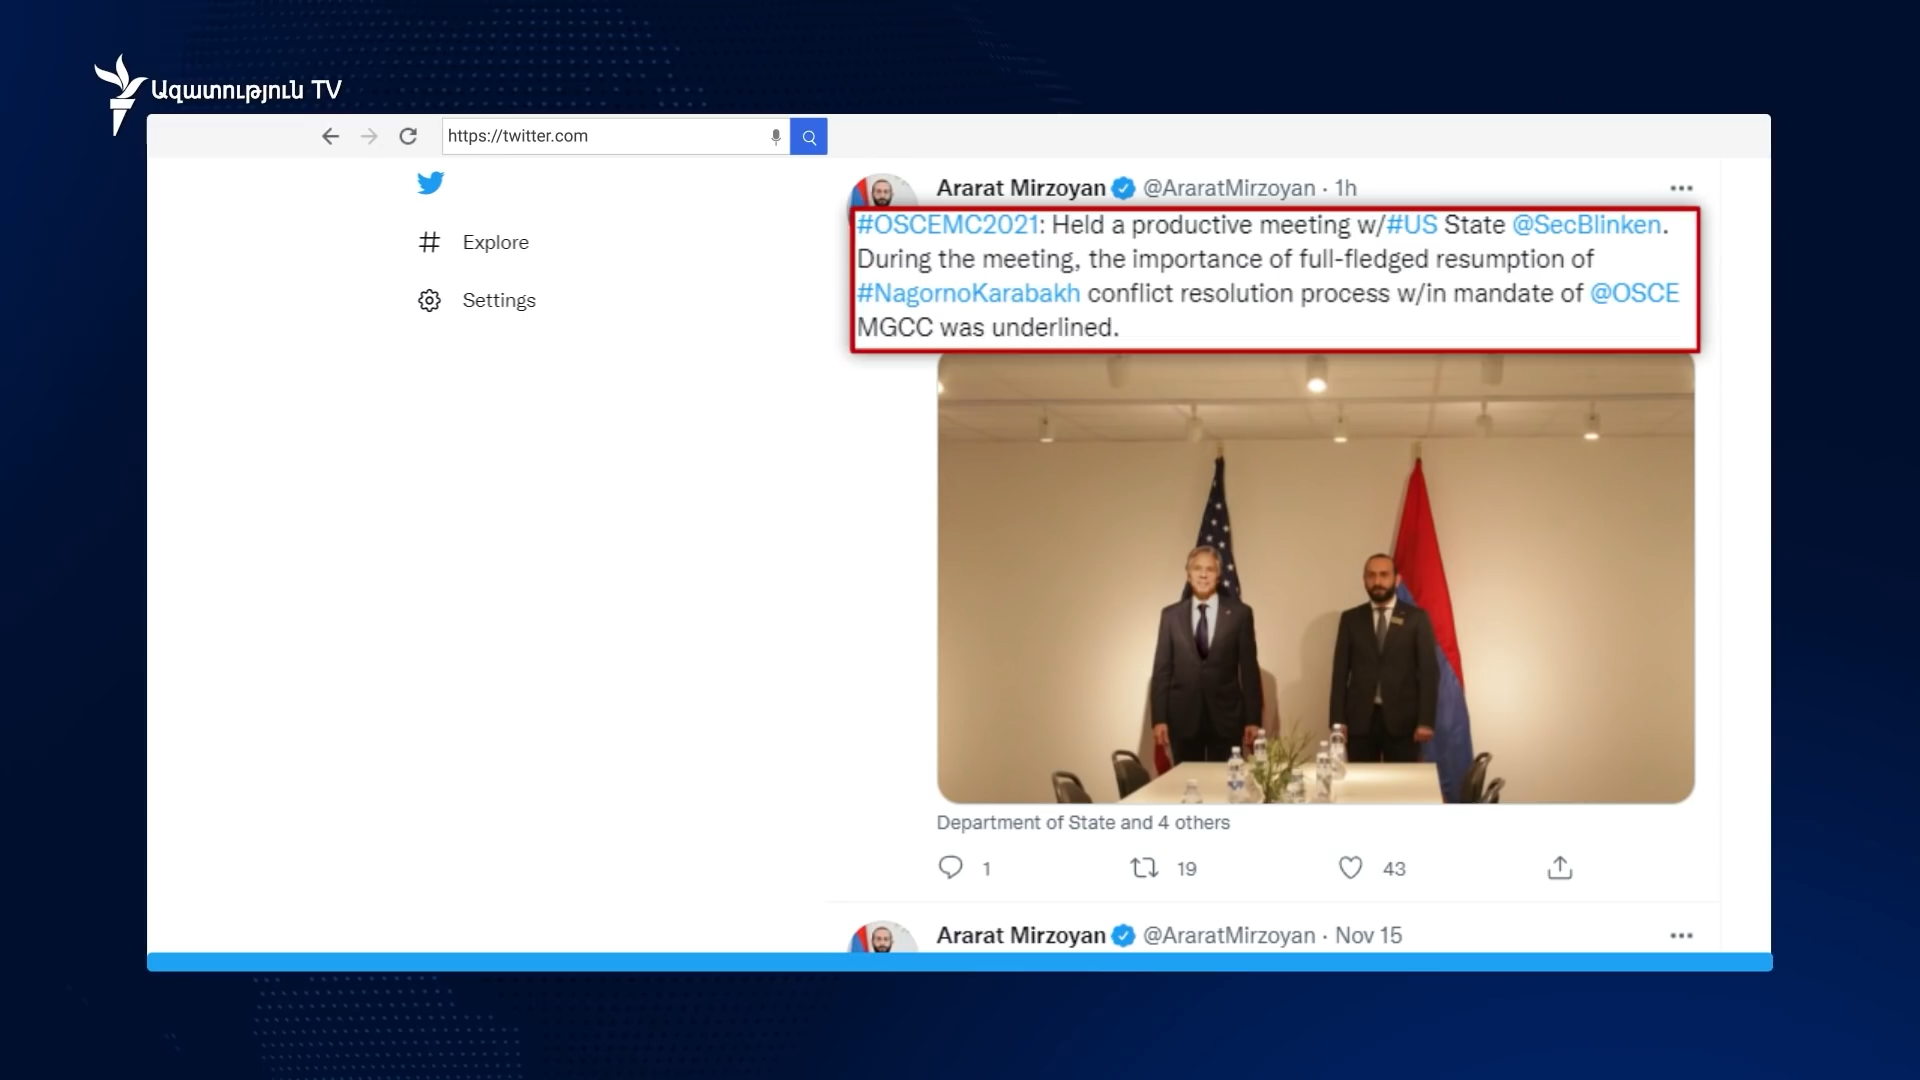 Ազատություն TV
https://twitter.com
Explore
Settings
Ararat Mirzoyan @AraratMirzoyan · 1h
#OSCEMC2021: Held a productive meeting w/#US State @SecBlinken.
During the meeting, the importance of full-fledged resumption of
#NagornoKarabakh conflict resolution process w/in mandate of @OSCE
MGCC was underlined.
Department of State and 4 others
1 19 43
Ararat Mirzoyan @AraratMirzoyan · Nov 15